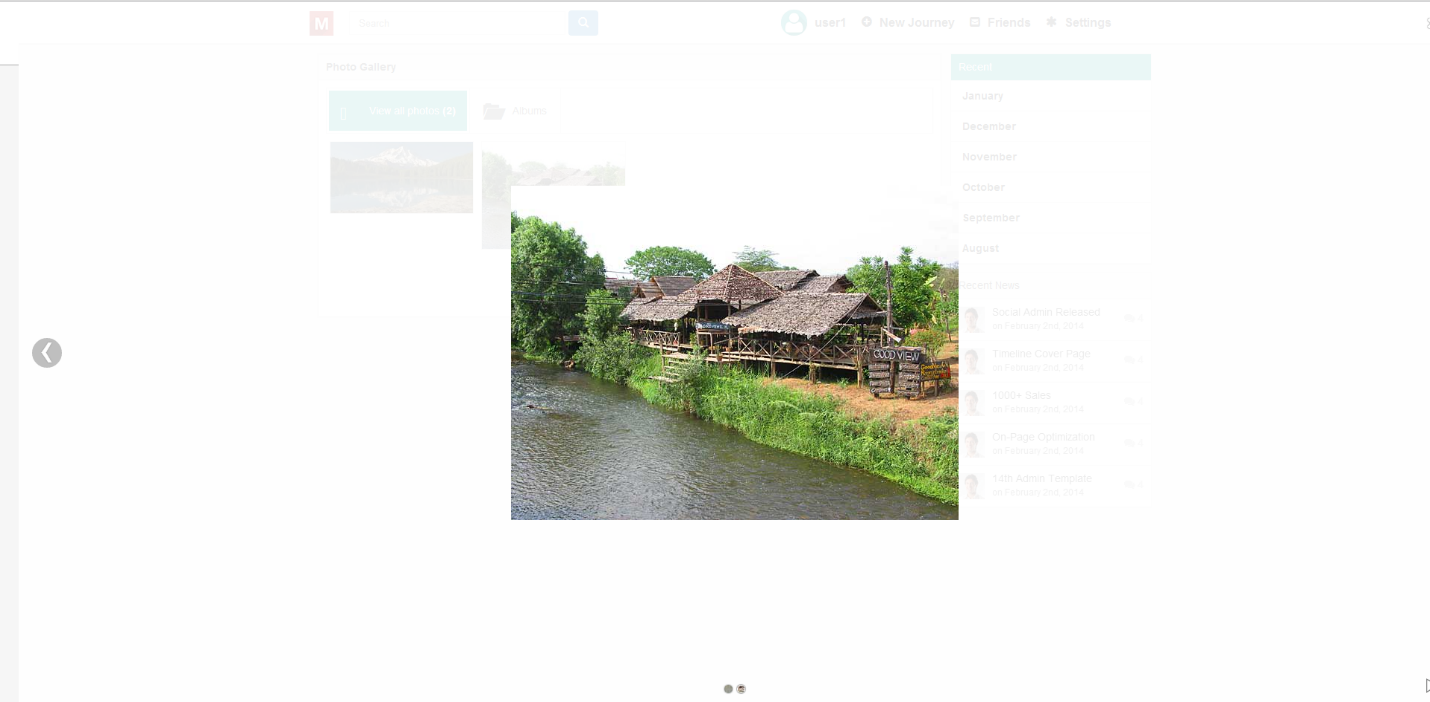 M Search user1 New Journey Friends Settings
Photo Gallery
Recent
View all photos (2) Albums
January
December
November
October
September
August
Recent News
Social Admin Released
on February 2nd, 2014
Timeline Cover Page
on February 2nd, 2014
1000+ Sales
on February 2nd, 2014
On-Page Optimization
on February 2nd, 2014
14th Admin Template
on February 2nd, 2014
GOOD VIEW